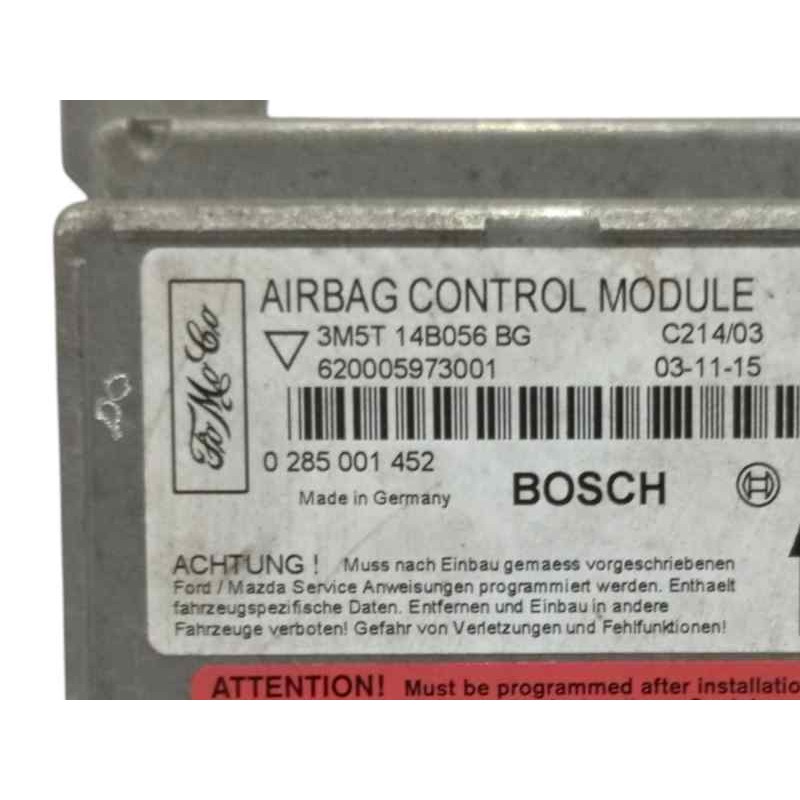 AIRBAG CONTROL MODULE
3M5T 14B056 BG C214/03
620005973001 03-11-15
FoMoCo
0 285 001 452
Made in Germany BOSCH
ACHTUNG ! Muss nach Einbau gemaess vorgeschriebenen
Ford / Mazda Service Anweisungen programmiert werden. Enthaelt
fahrzeugspezifische Daten. Entfernen und Einbau in andere
Fahrzeuge verboten! Gefahr von Verletzungen und Fehlfunktionen!
ATTENTION! Must be programmed after installatio